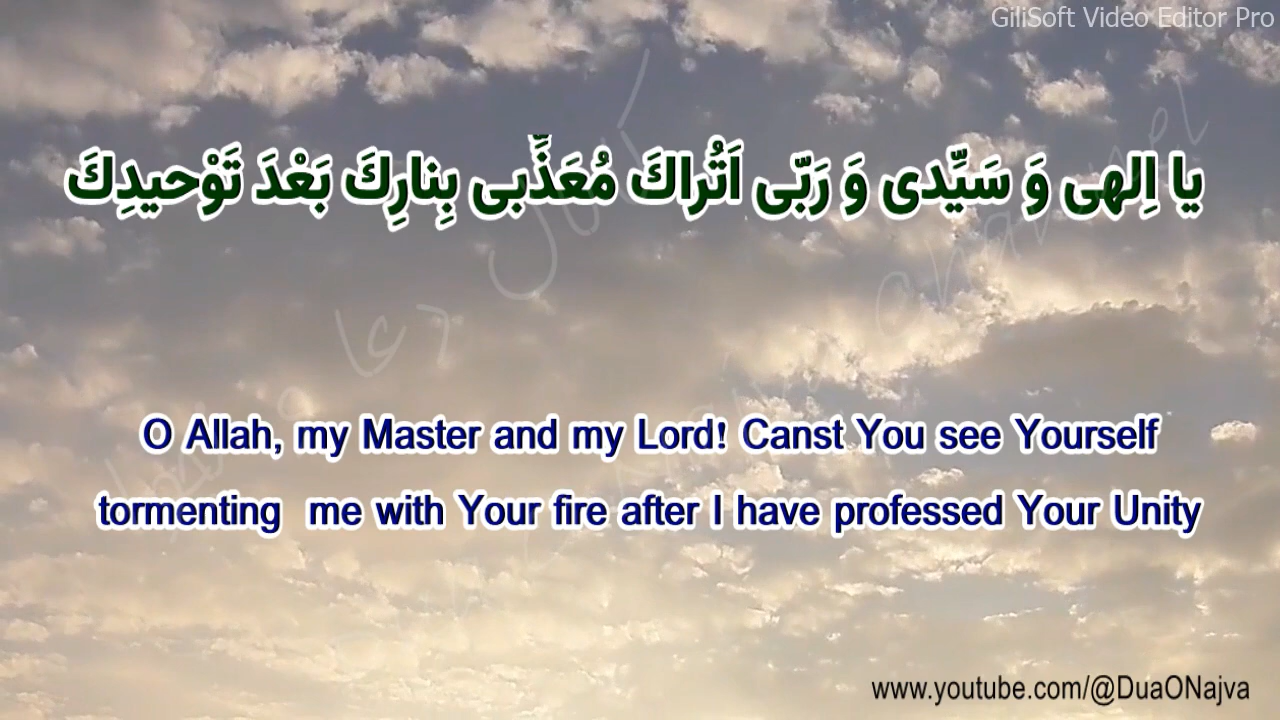 GiliSoft Video Editor Pro
يا اِلهى وَ سَيِّدى وَ رَبّى اَتُراكَ مُعَذِّبى بِنارِكَ بَعْدَ تَوْحيدِكَ
O Allah, my Master and my Lord! Canst You see Yourself
tormenting me with Your fire after I have professed Your Unity
www.youtube.com/@DuaONajva